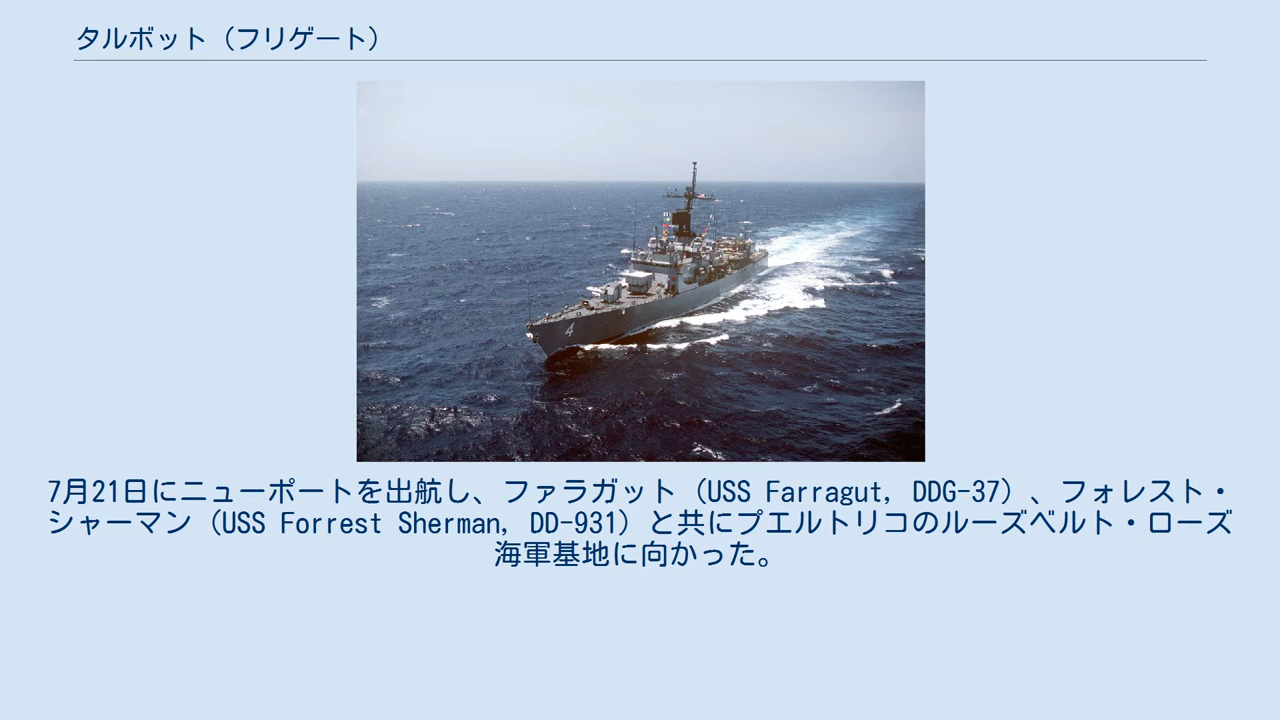 タルボット（フリゲート）
4
7月21日にニューポートを出航し、ファラガット（USS Farragut, DDG-37）、フォレスト・
シャーマン（USS Forrest Sherman, DD-931）と共にプエルトリコのルーズベルト・ローズ
海軍基地に向かった。